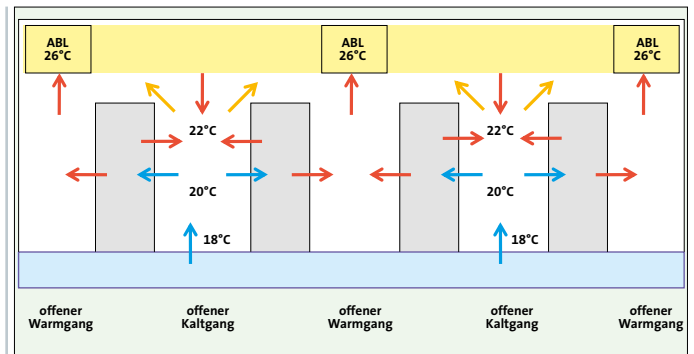 ABL
26°C
ABL
26°C
ABL
26°C
22°C
22°C
20°C
20°C
18°C
18°C
offener
Warmgang
offener
Kaltgang
offener
Warmgang
offener
Kaltgang
offener
Warmgang